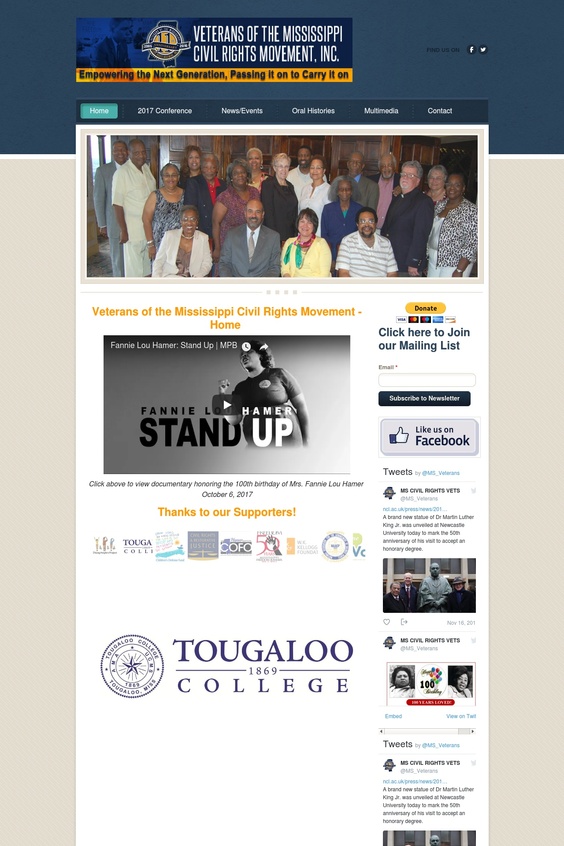 VETERANS OF THE MISSISSIPPI
CIVIL RIGHTS MOVEMENT, INC.
Empowering the Next Generation, Passing it on to Carry it on
FIND US ON
Home
2017 Conference
News/Events
Oral Histories
Multimedia
Contact
Veterans of the Mississippi Civil Rights Movement -
Home
Fannie Lou Hamer: Stand Up | MPB
FANNIE LOU HAMER
STAND UP
Click above to view documentary honoring the 100th birthday of Mrs. Fannie Lou Hamer
October 6, 2017
Thanks to our Supporters!
TOUGA
COLL
JUSTICE
COFO
50
W.K.
KELLOGG
FOUNDAT
TOUGALOO COLLEGE
1869
TOUGALOO, MISS
TOUGALOO
1869
COLLEGE
Donate
VISA
Click here to Join
our Mailing List
Email *
Subscribe to Newsletter
Like us on
Facebook
Tweets by @MS_Veterans
MS CIVIL RIGHTS VETS
@MS_Veterans
ncl.ac.uk/press/news/201…
A brand new statue of Dr Martin Luther
King Jr. was unveiled at Newcastle
University today to mark the 50th
anniversary of his visit to accept an
honorary degree.
Nov 16, 201
MS CIVIL RIGHTS VETS
@MS_Veterans
100
100 YEARS LOVED!
Embed
View on Twit
Tweets by @MS_Veterans
MS CIVIL RIGHTS VETS
@MS_Veterans
ncl.ac.uk/press/news/201…
A brand new statue of Dr Martin Luther
King Jr. was unveiled at Newcastle
University today to mark the 50th
anniversary of his visit to accept an
honorary degree.